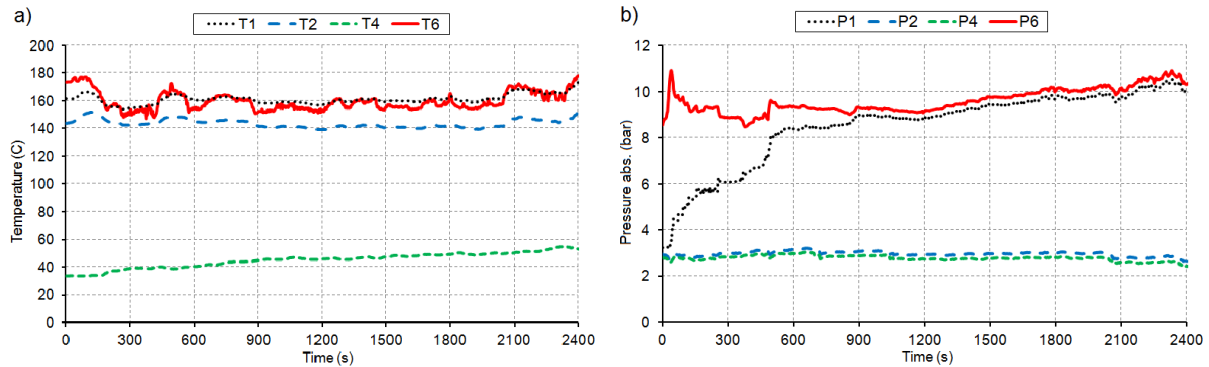 a)
T1 T2 T4 T6
Temperature (C)
200
180
160
140
120
100
80
60
40
20
0
0 300 600 900 1200 1500 1800 2100 2400
Time (s)
b)
P1 P2 P4 P6
Pressure abs. (bar)
12
10
8
6
4
2
0
0 300 600 900 1200 1500 1800 2100 2400
Time (s)